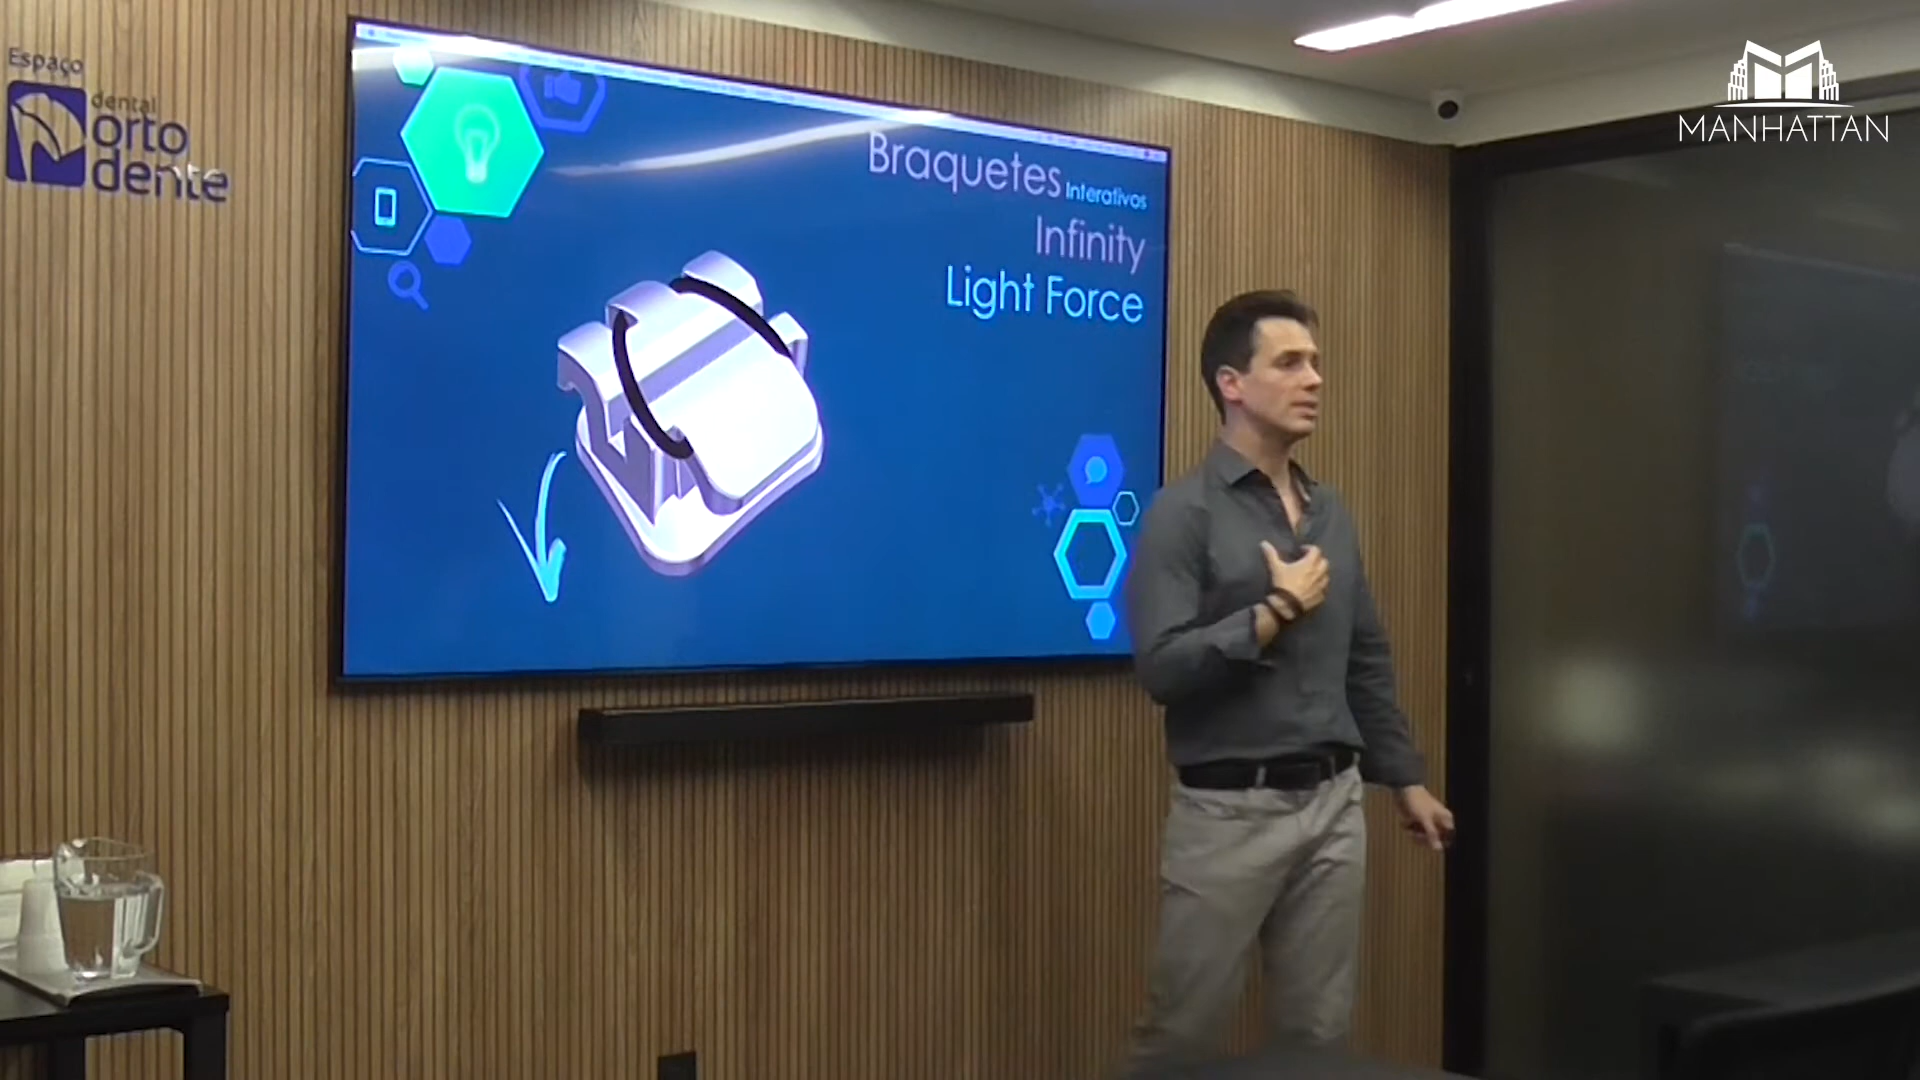 Espaço
dental
orto
dente
Braquetes Interativos
Infinity
Light Force
MANHATTAN